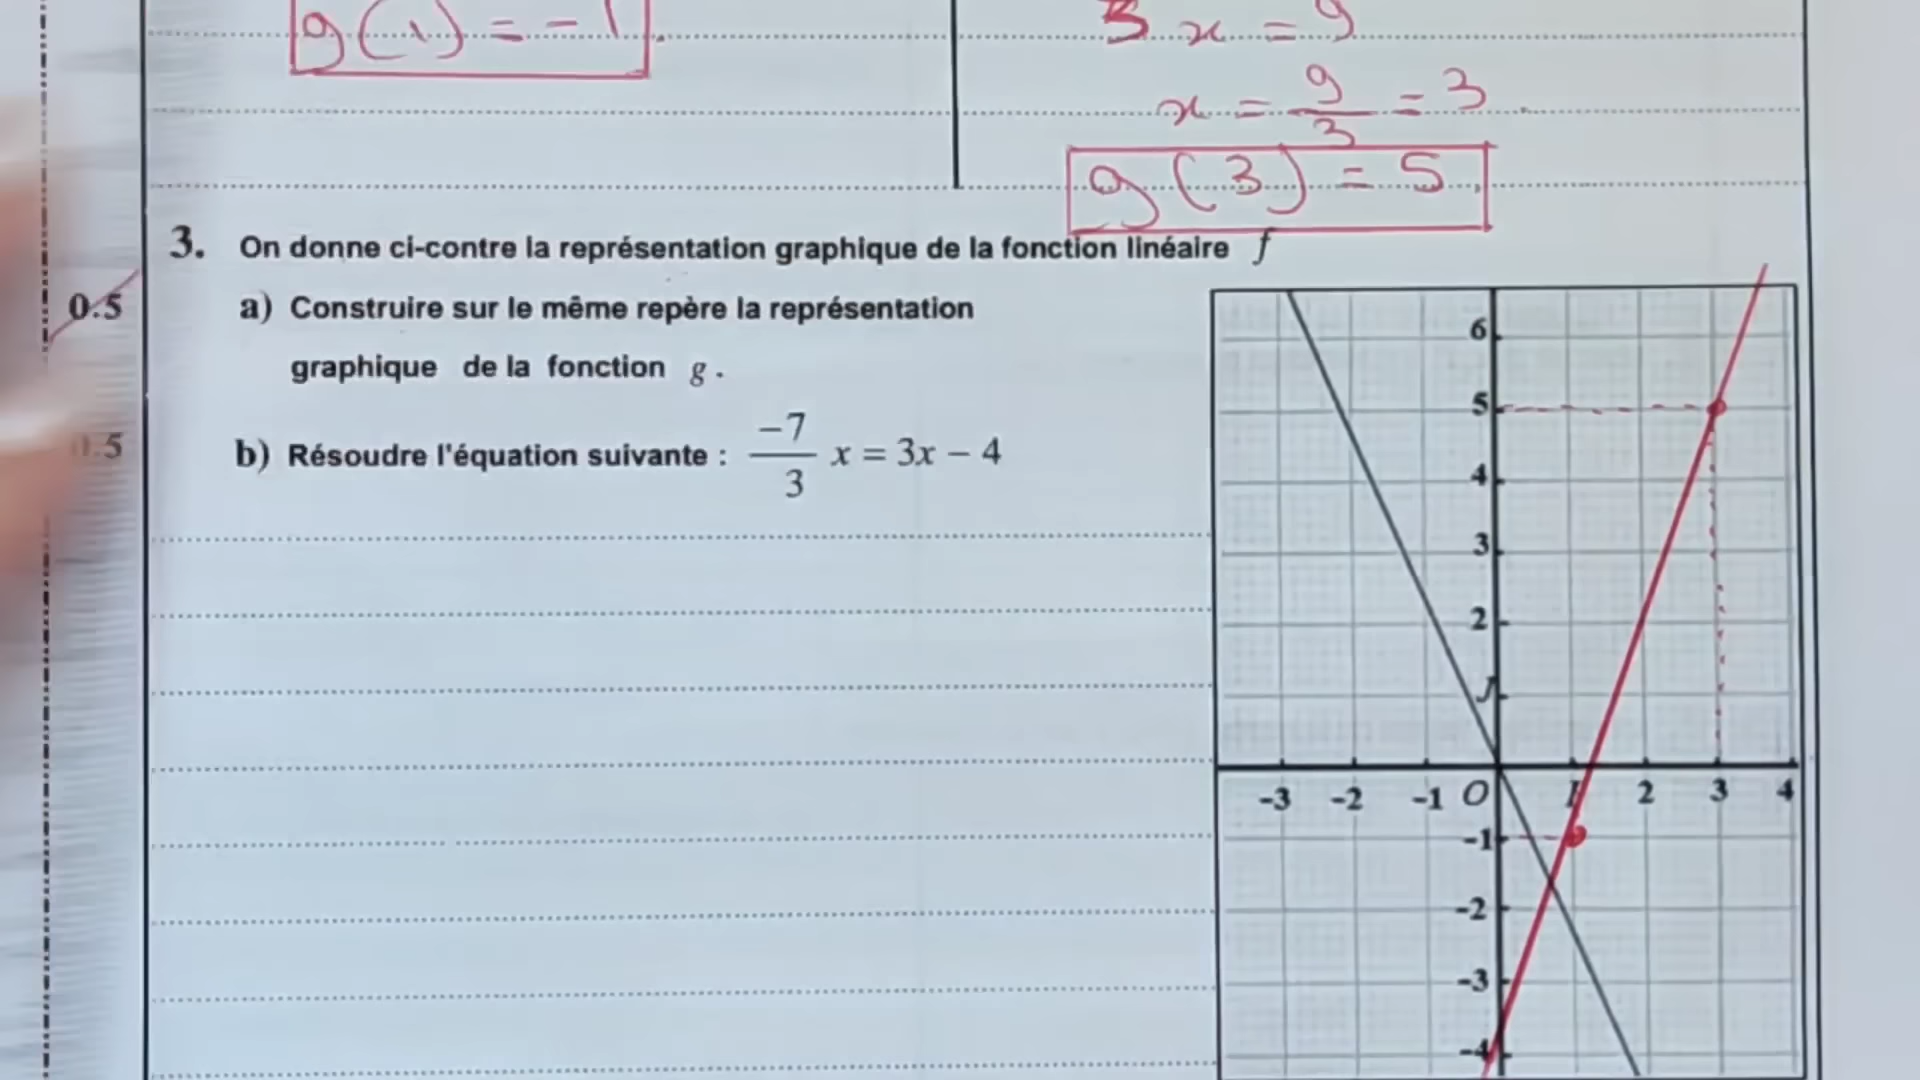 g(1) = -1.
3x = 9
x = 9/3 = 3
g(3) = 5
3. On donne ci-contre la représentation graphique de la fonction linéaire f
0.5 a) Construire sur le même repère la représentation
graphique de la fonction g.
0.5 b) Résoudre l'équation suivante : -7/3 x = 3x - 4
6
5
4
3
2
J
-3 -2 -1 O I 2 3 4
-1
-2
-3
-4